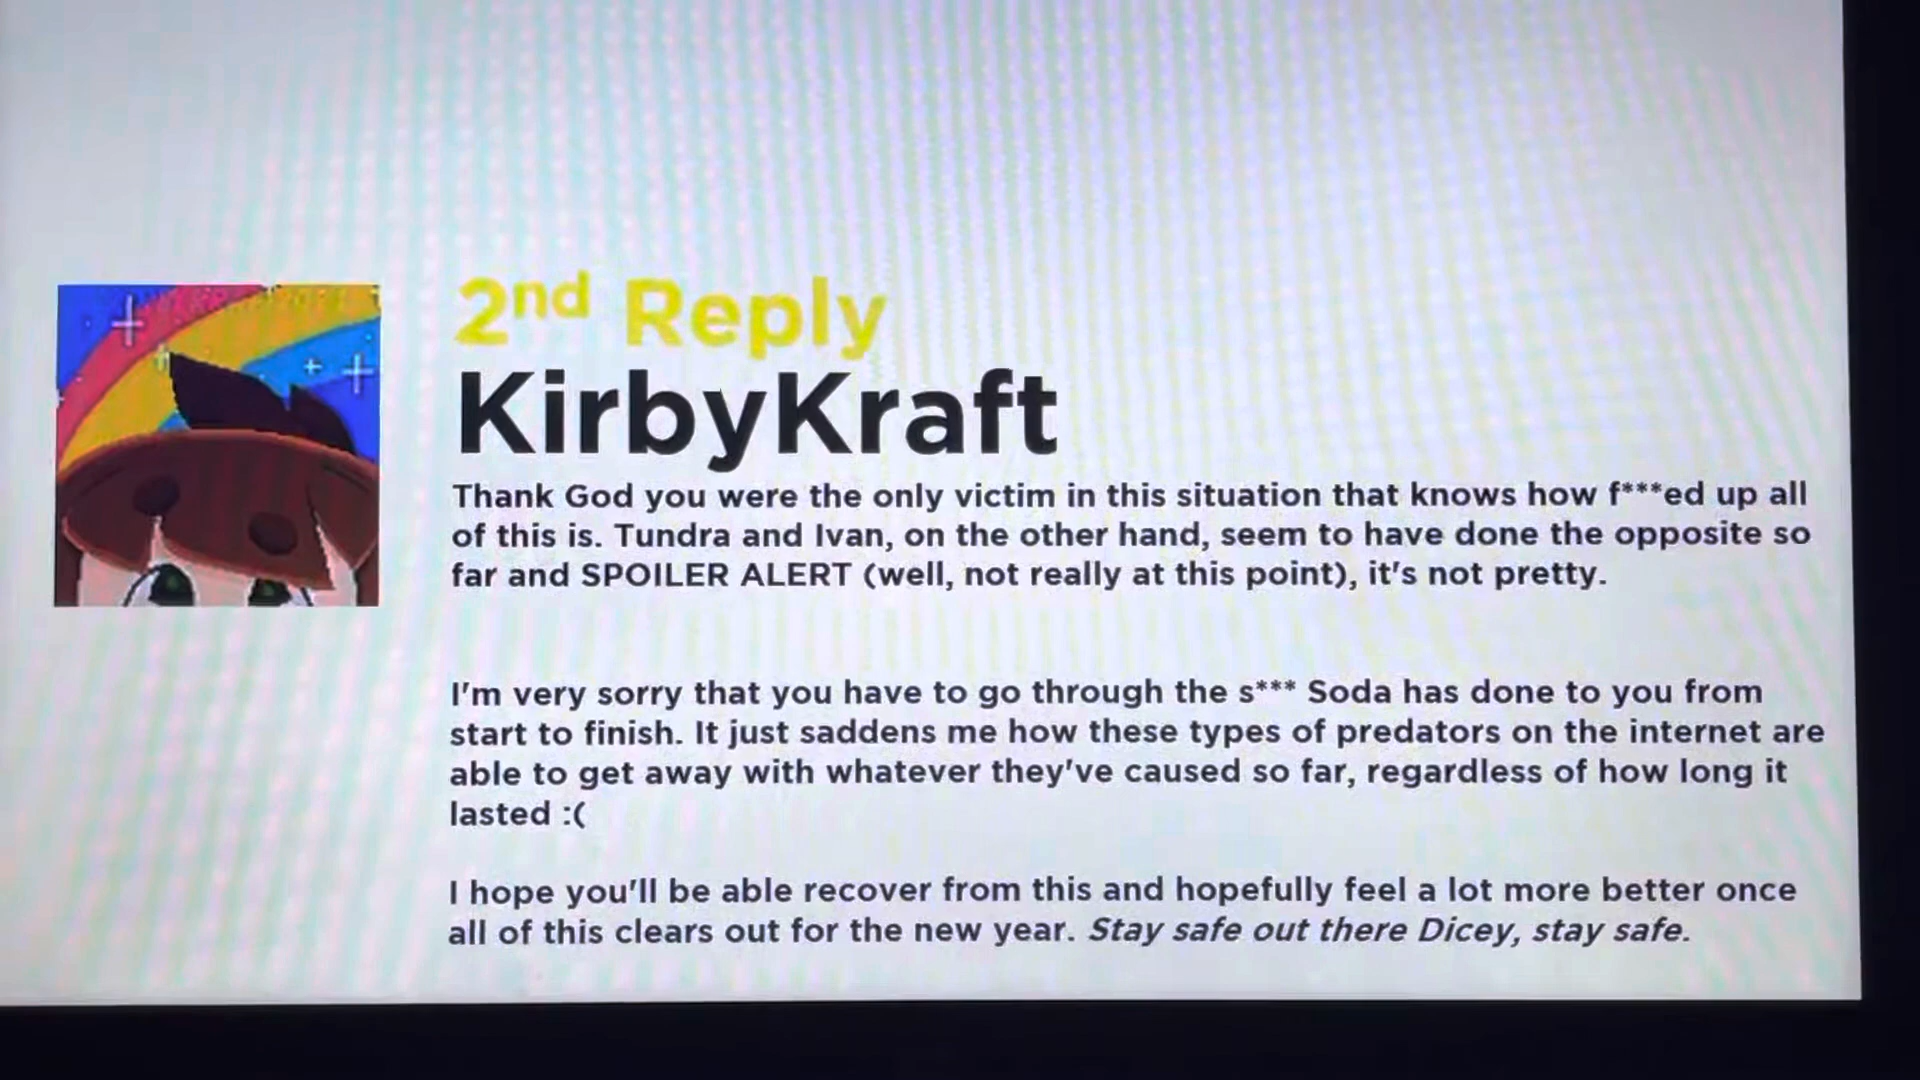 2nd Reply
KirbyKraft
Thank God you were the only victim in this situation that knows how f***ed up all
of this is. Tundra and Ivan, on the other hand, seem to have done the opposite so
far and SPOILER ALERT (well, not really at this point), it's not pretty.
I'm very sorry that you have to go through the s*** Soda has done to you from
start to finish. It just saddens me how these types of predators on the internet are
able to get away with whatever they've caused so far, regardless of how long it
lasted :(
I hope you'll be able recover from this and hopefully feel a lot more better once
all of this clears out for the new year. Stay safe out there Dicey, stay safe.